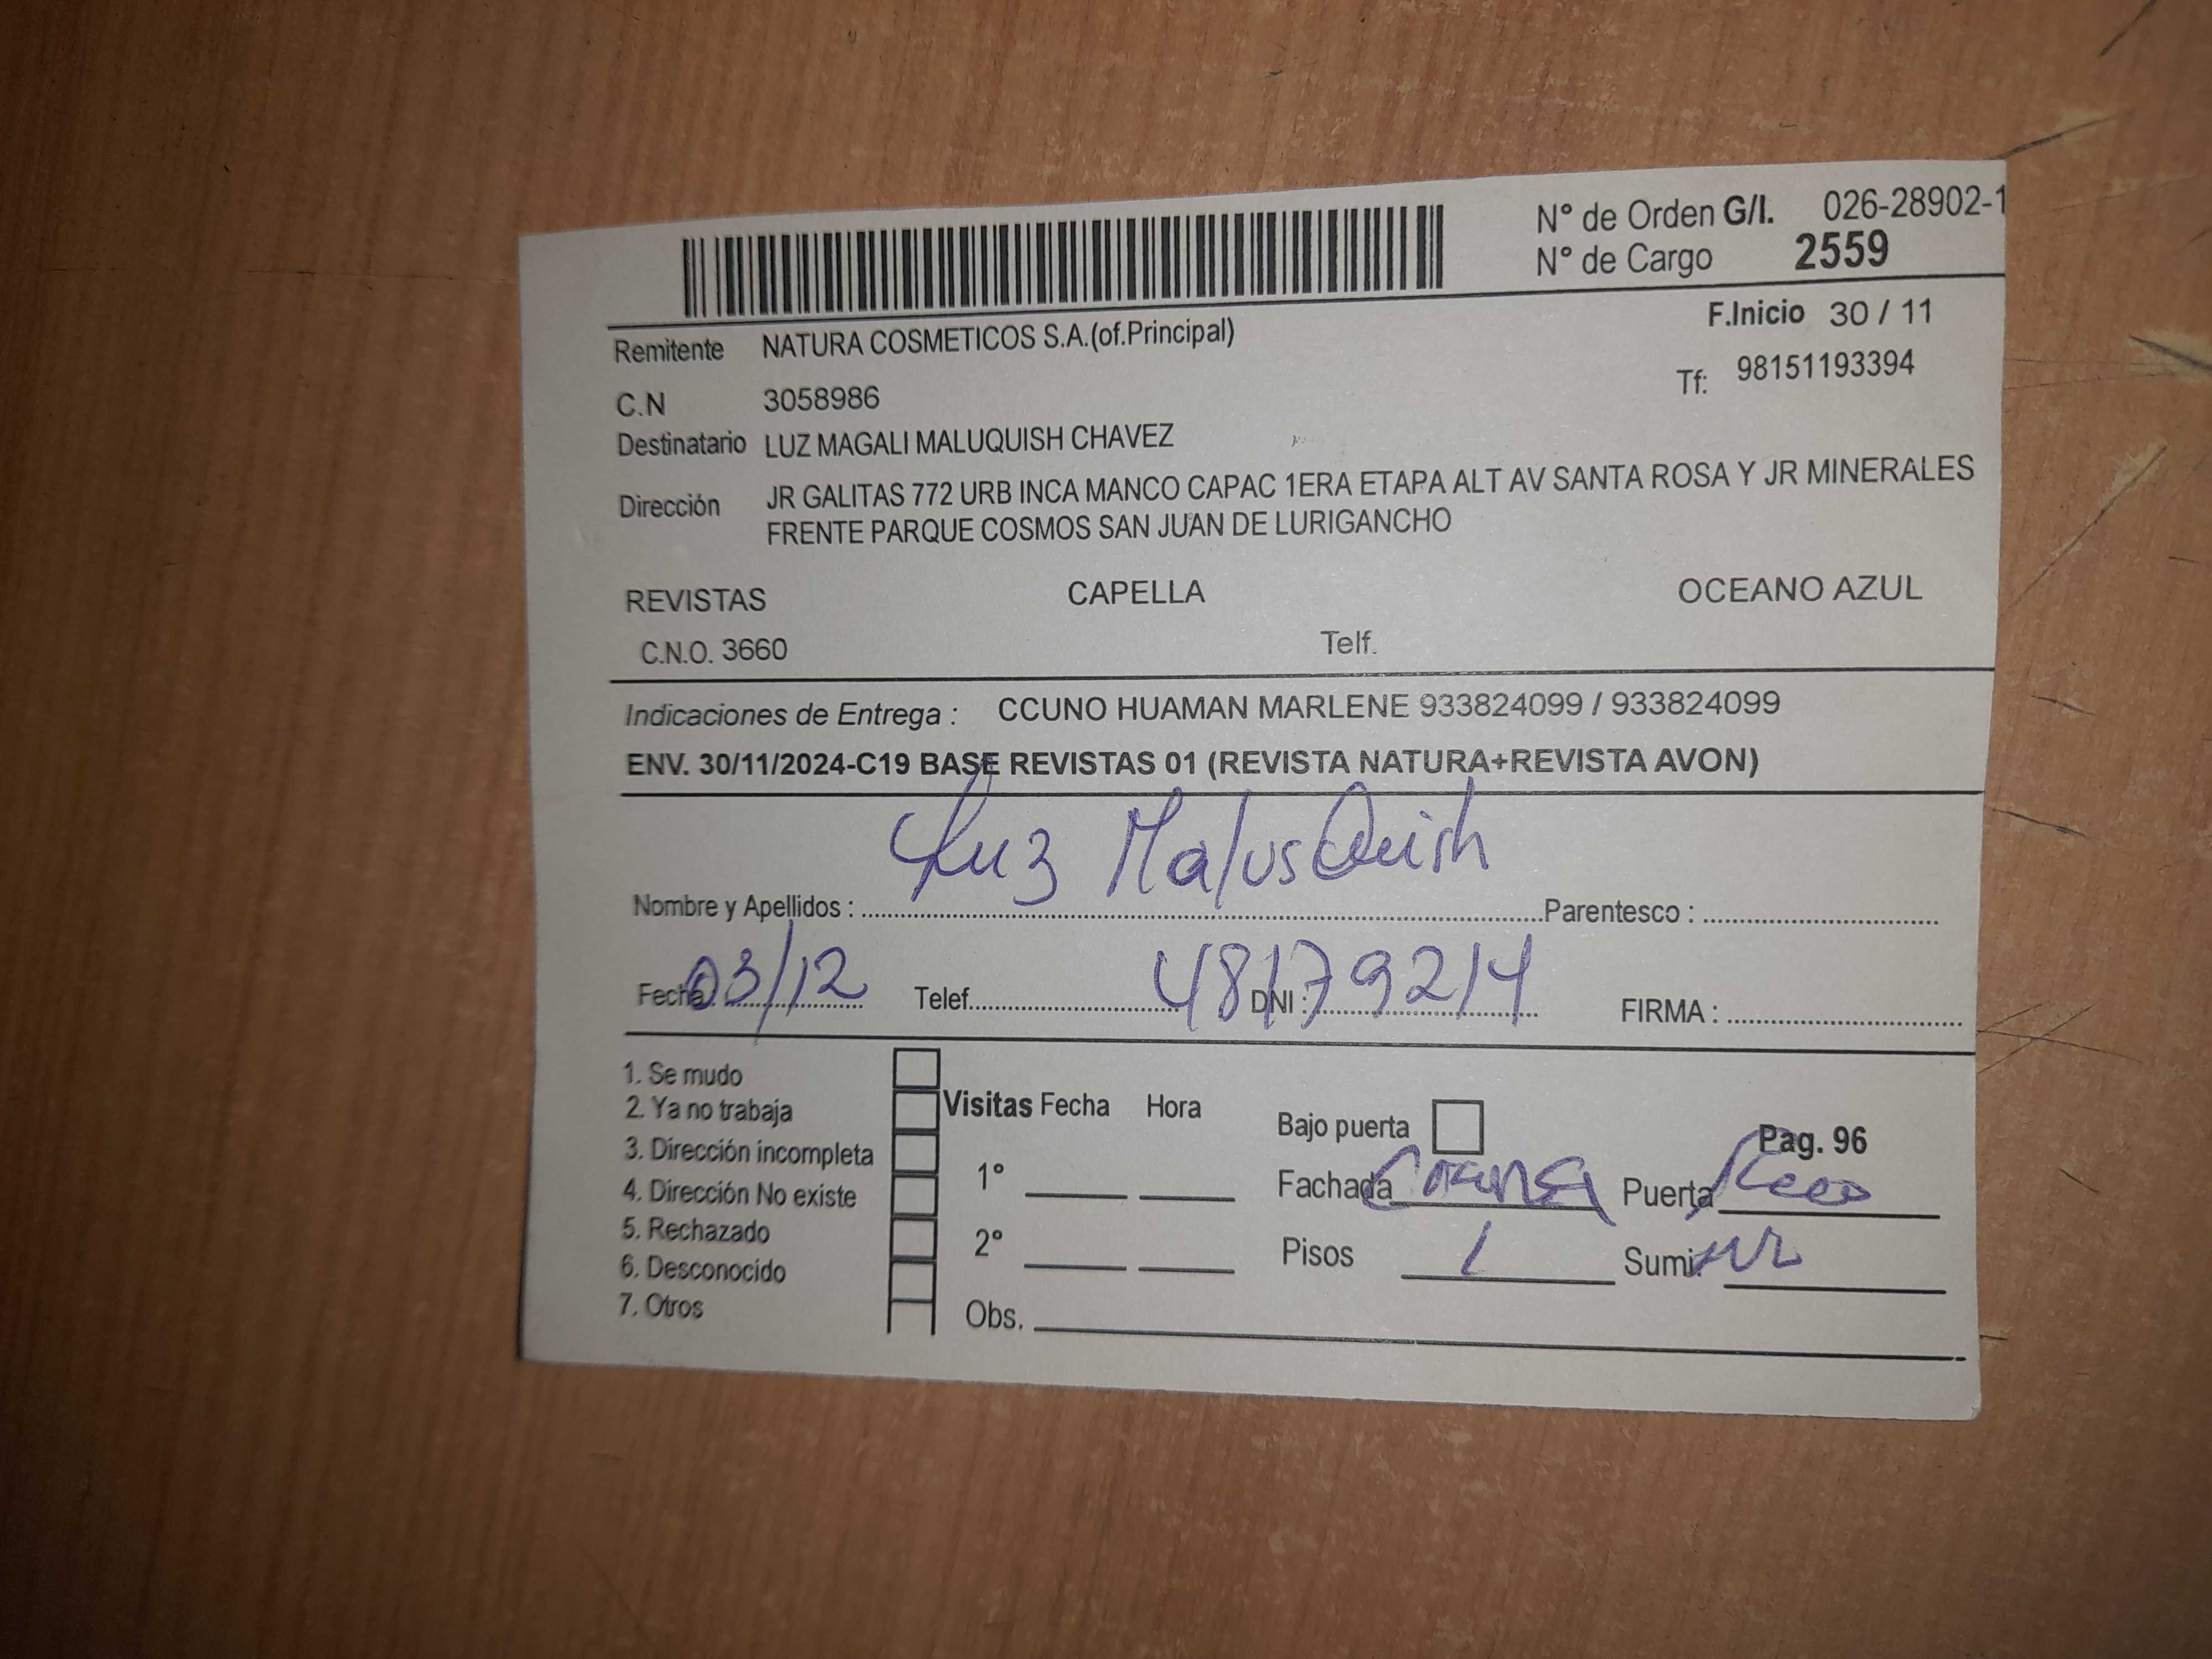 N° de Orden G/I. 026-28902-1
N° de Cargo 2559
F.Inicio 30 / 11
Remitente NATURA COSMETICOS S.A.(of.Principal)
Tf: 98151193394
C.N 3058986
Destinatario LUZ MAGALI MALUQUISH CHAVEZ
Dirección JR GALITAS 772 URB INCA MANCO CAPAC 1ERA ETAPA ALT AV SANTA ROSA Y JR MINERALES
FRENTE PARQUE COSMOS SAN JUAN DE LURIGANCHO
REVISTAS CAPELLA OCEANO AZUL
C.N.O. 3660 Telf.
Indicaciones de Entrega : CCUNO HUAMAN MARLENE 933824099 / 933824099
ENV. 30/11/2024-C19 BASE REVISTAS 01 (REVISTA NATURA+REVISTA AVON)
Nombre y Apellidos : Luz MalusQuish Parentesco :
Fecha: 03/12 Telef. DNI : 48179214 FIRMA :
1. Se mudo
2. Ya no trabaja
3. Dirección incompleta
4. Dirección No existe
5. Rechazado
6. Desconocido
7. Otros
Visitas Fecha Hora
1°
2°
Obs.
Bajo puerta
Pag. 96
Fachada Puerta
Pisos 1 Sumi.